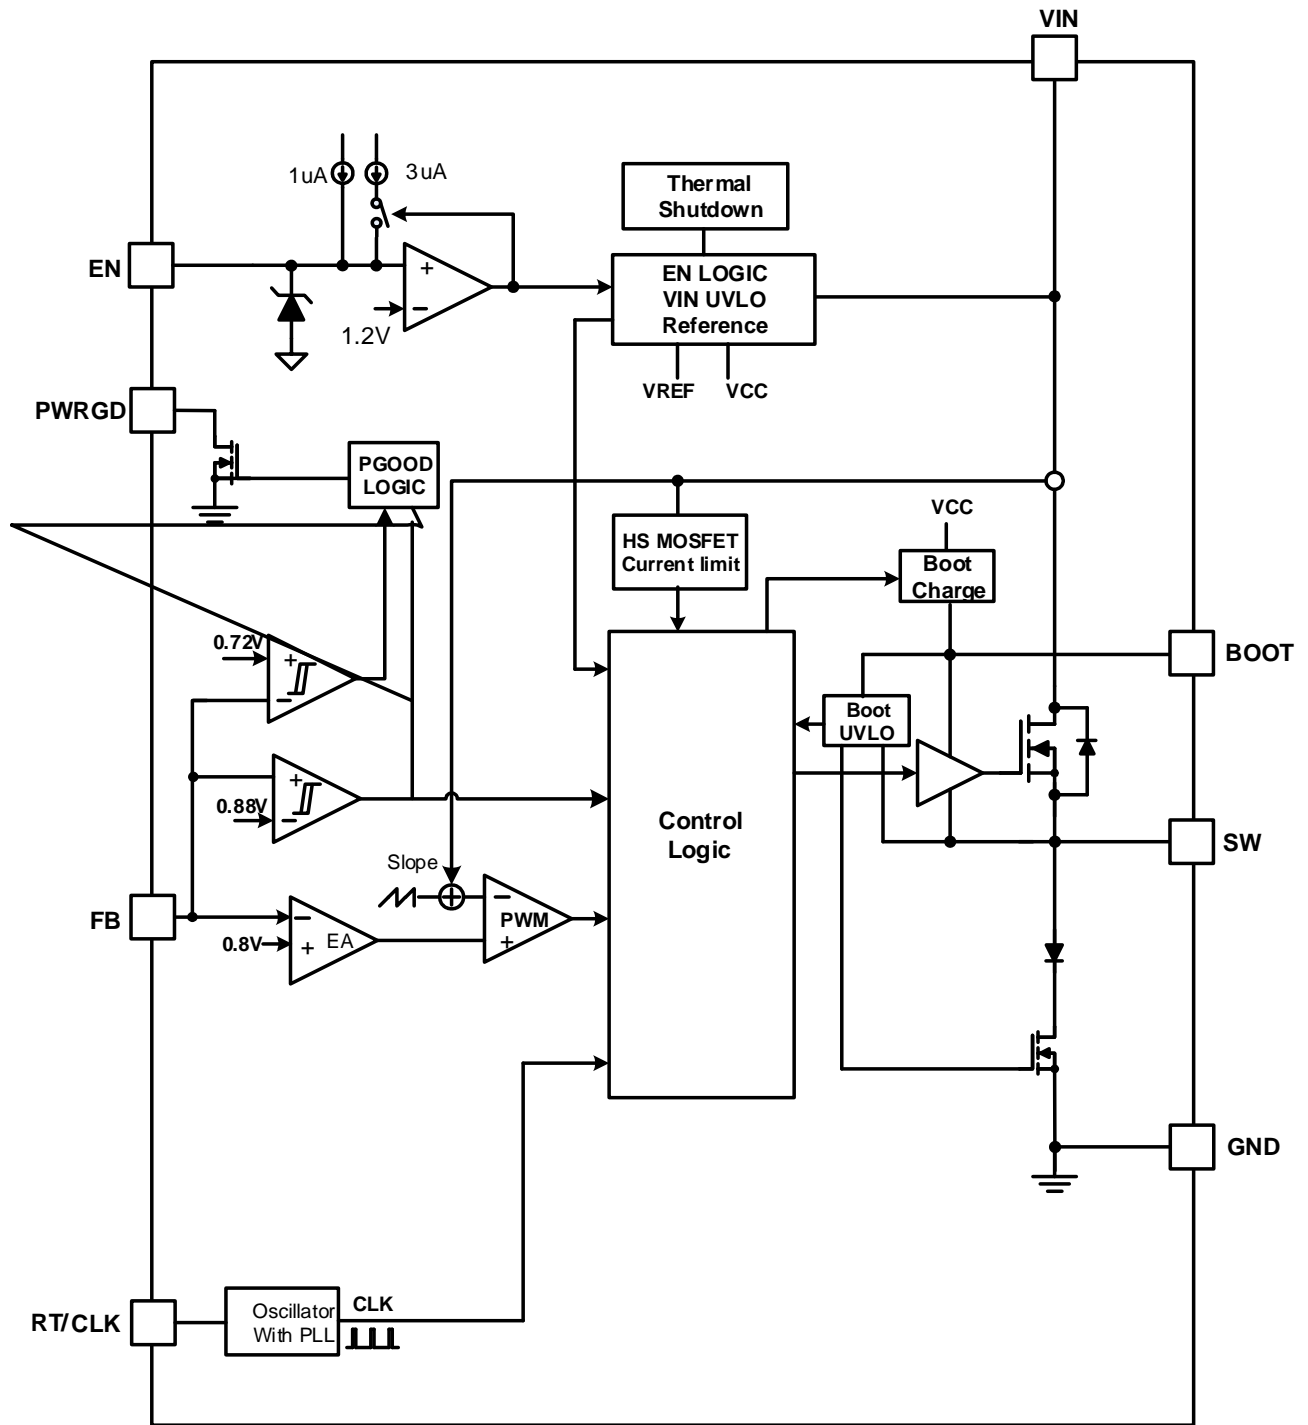 VIN
1uA
3uA
Thermal
Shutdown
EN
EN LOGIC
VIN UVLO
Reference
1.2V
VREF
VCC
PWRGD
PGOOD
LOGIC
VCC
HS MOSFET
Current limit
Boot
Charge
0.72V
+
-
BOOT
Boot
UVLO
+
0.88V
-
Control
Logic
SW
Slope
FB
-
0.8V
+
EA
-
PWM
+
GND
RT/CLK
Oscillator
With PLL
CLK